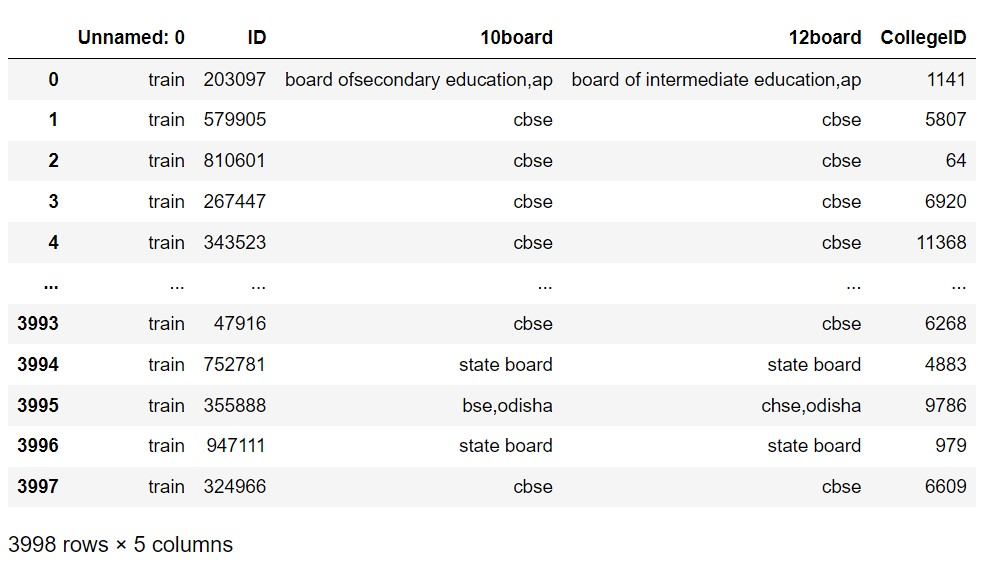 Unnamed: 0 ID 10board 12board CollegeID
0 train 203097 board ofsecondary education,ap board of intermediate education,ap 1141
1 train 579905 cbse cbse 5807
2 train 810601 cbse cbse 64
3 train 267447 cbse cbse 6920
4 train 343523 cbse cbse 11368
... ... ... ... ... ...
3993 train 47916 cbse cbse 6268
3994 train 752781 state board state board 4883
3995 train 355888 bse,odisha chse,odisha 9786
3996 train 947111 state board state board 979
3997 train 324966 cbse cbse 6609
3998 rows × 5 columns